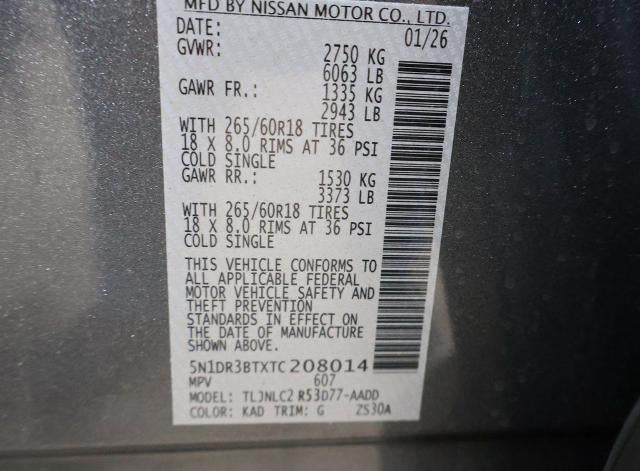 MFD BY NISSAN MOTOR CO., LTD.
DATE: 01/26
GVWR: 2750 KG
6063 LB
GAWR FR.: 1335 KG
2943 LB
WITH 265/60R18 TIRES
18 X 8.0 RIMS AT 36 PSI
COLD SINGLE
GAWR RR.: 1530 KG
3373 LB
WITH 265/60R18 TIRES
18 X 8.0 RIMS AT 36 PSI
COLD SINGLE
THIS VEHICLE CONFORMS TO
ALL APPLICABLE FEDERAL
MOTOR VEHICLE SAFETY AND
THEFT PREVENTION
STANDARDS IN EFFECT ON
THE DATE OF MANUFACTURE
SHOWN ABOVE.
5N1DR3BTXTC208014
MPV 607
MODEL: TLJNLC2 R53D77-AADD
COLOR: KAD TRIM: G ZS30A